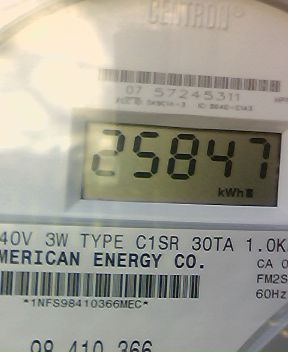 CENTRON®
07 57245311
25847
kWh
40V 3W TYPE C1SR 30TA 1.0K
MERICAN ENERGY CO.
CA 0
FM2S
60Hz
*1NFS98410366MEC*
98 410 366